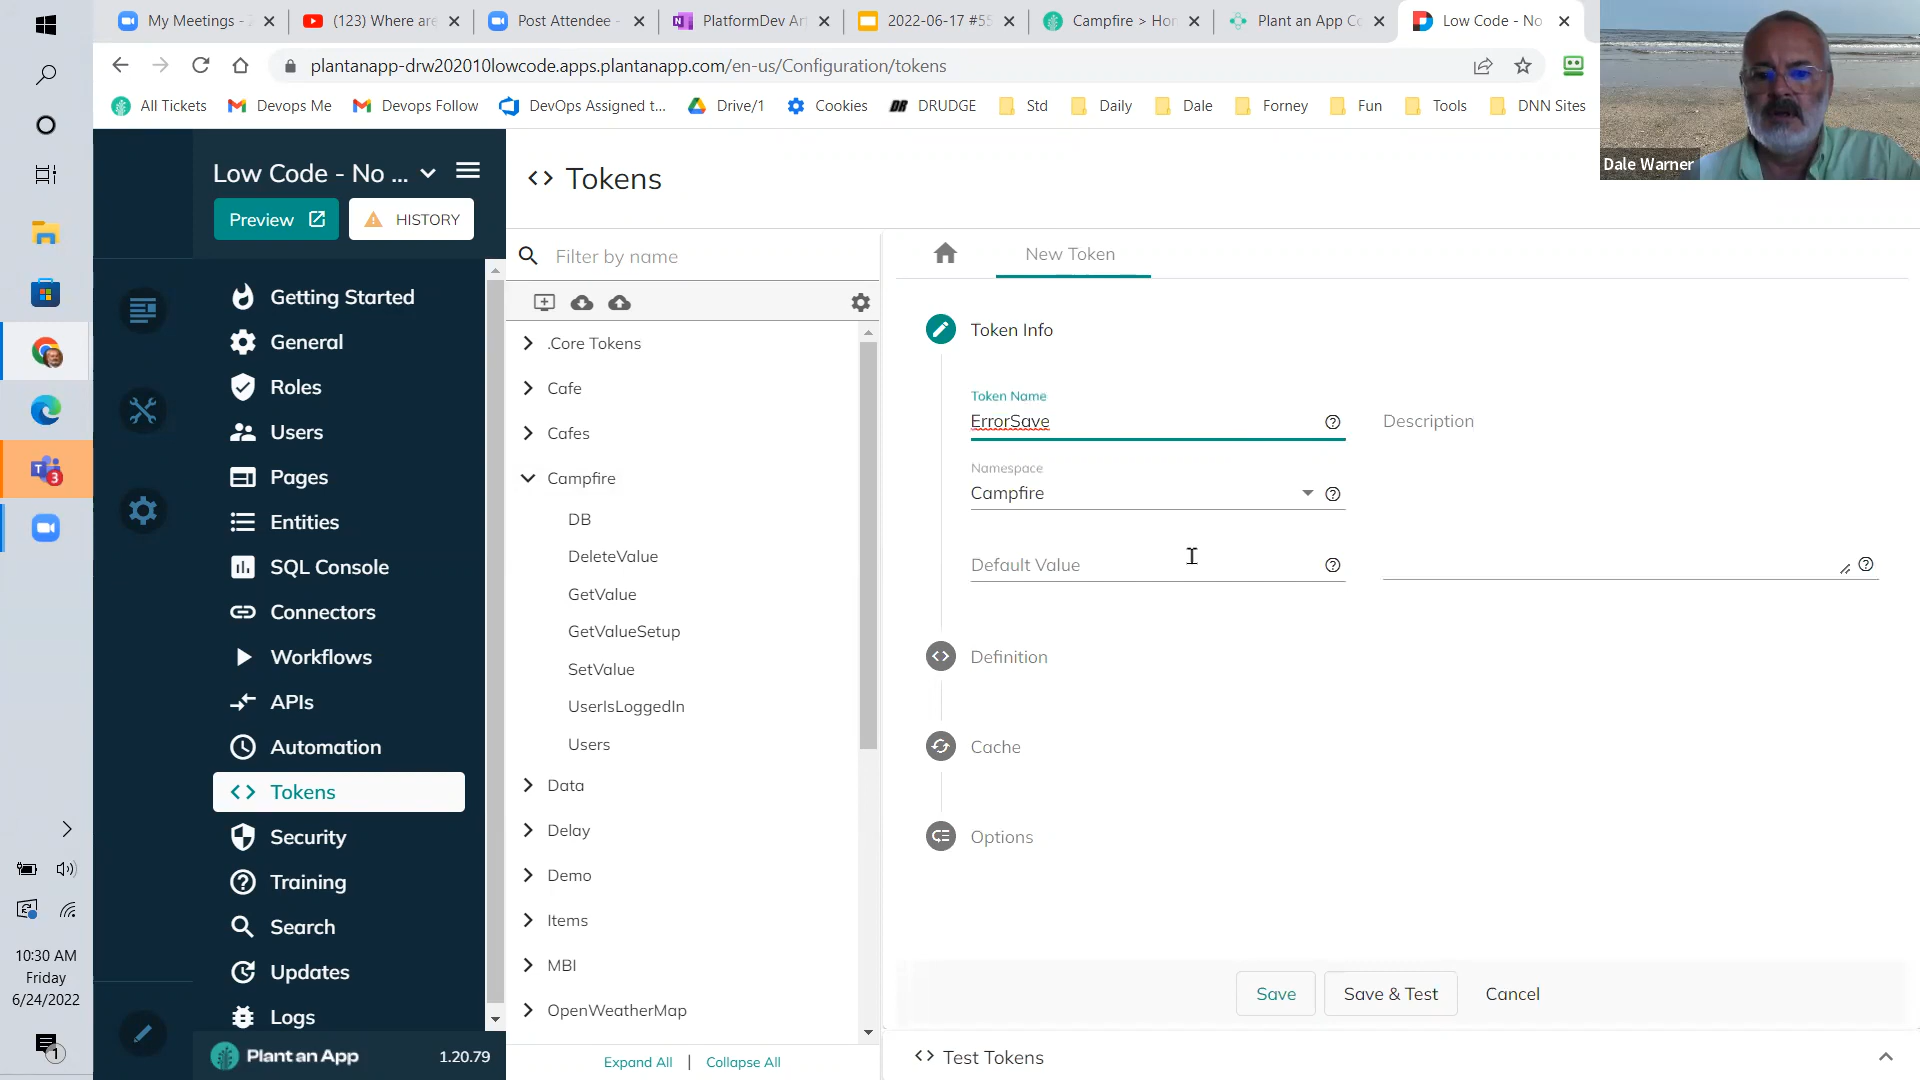 My Meetings - Z
(123) Where are
Post Attendee -
PlatformDev Ar
2022-06-17 #55
Campfire > Hor
Plant an App Co
Low Code - No
plantanapp-drw202010lowcode.apps.plantanapp.com/en-us/Configuration/tokens
All Tickets
Devops Me
Devops Follow
DevOps Assigned t...
Drive/1
Cookies
DRUDGE
Std
Daily
Dale
Forney
Fun
Tools
DNN Sites
Dale Warner
Low Code - No ...
Preview
HISTORY
Getting Started
General
Roles
Users
Pages
Entities
SQL Console
Connectors
Workflows
APIs
Automation
Tokens
Security
Training
Search
Updates
Logs
Plant an App
1.20.79
3
10:30 AM
Friday
6/24/2022
1
Tokens
Filter by name
.Core Tokens
Cafe
Cafes
Campfire
DB
DeleteValue
GetValue
GetValueSetup
SetValue
UserIsLoggedIn
Users
Data
Delay
Demo
Items
MBI
OpenWeatherMap
Expand All | Collapse All
New Token
Token Info
Token Name
ErrorSave
Description
Namespace
Campfire
Default Value
Definition
Cache
Options
Save
Save & Test
Cancel
Test Tokens